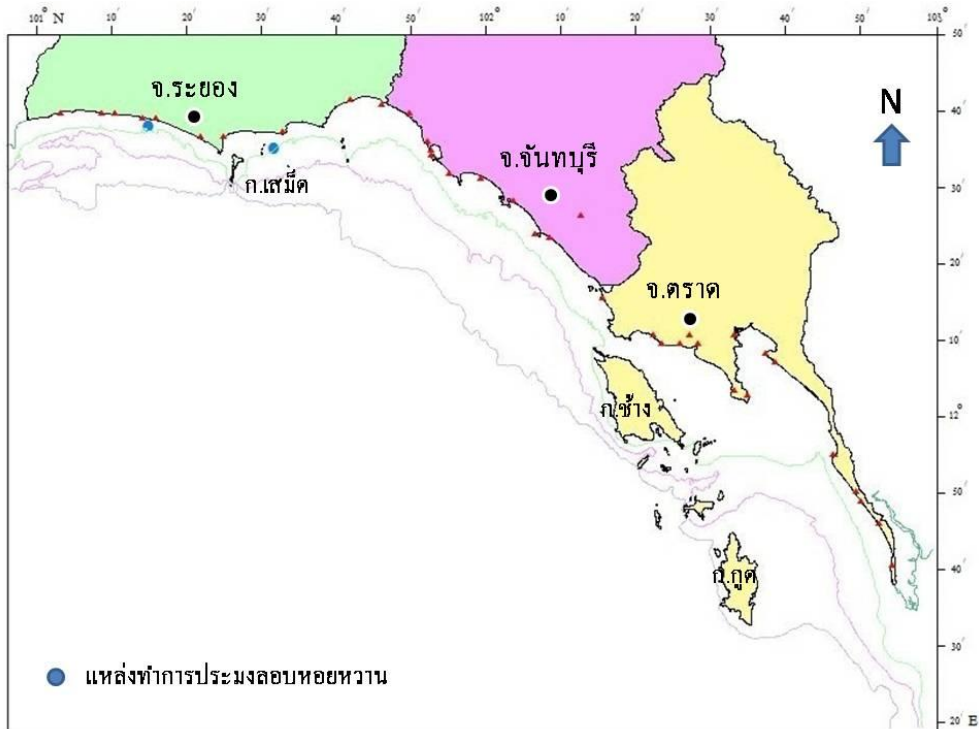 101° N 10′ 20′ 30′ 40′ 50′ 102° 10′ 20′ 30′ 40′ 50′ 103°
50′
จ.ระยอง
40′
N
จ.จันทบุรี
ก.เสม็ด
30′
20′
จ.ตราด
10′
ก.ช้าง
12°
50′
ก.กูด
40′
30′
แหล่งทำการประมงลอบหอยหวาน
20′ E